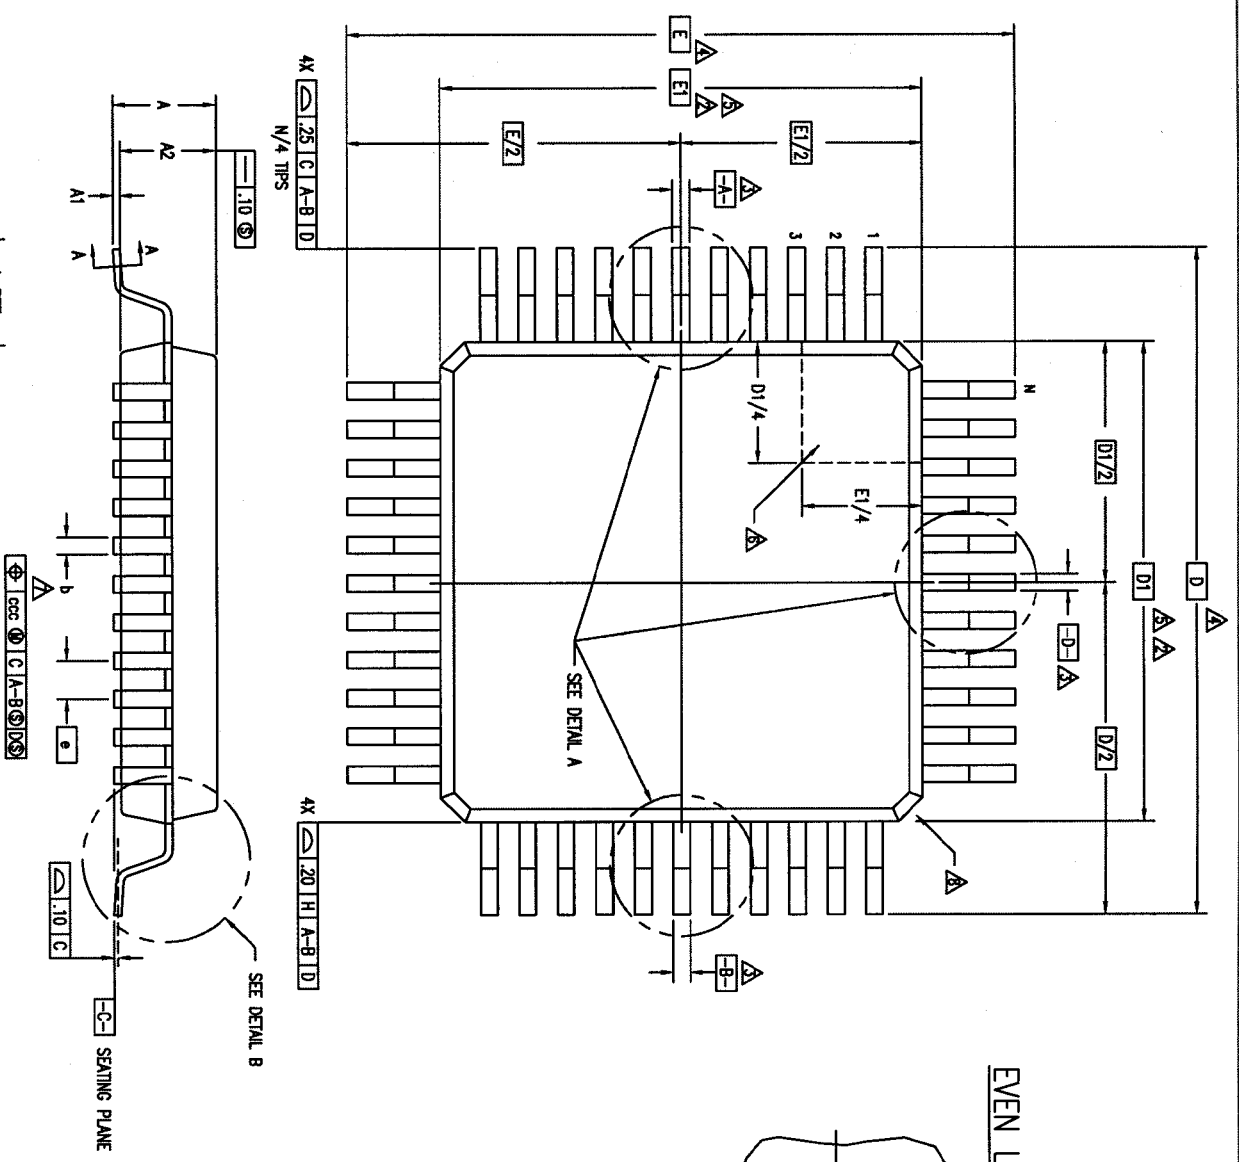 D
4
D1
5 2
D1/2
D/2
-D-
3
N
1
2
3
E
4
E1
2 5
E1/2
E/2
-A-
3
-B-
3
D1/4
E1/4
6
8
SEE DETAIL A
4X
.25 C A-B D
N/4 TIPS
4X
.20 H A-B D
EVEN
A
A2
A1
.10 S
A
A
b
e
7
ccc M C A-B S D S
.10 C
SEE DETAIL B
-C- SEATING PLANE